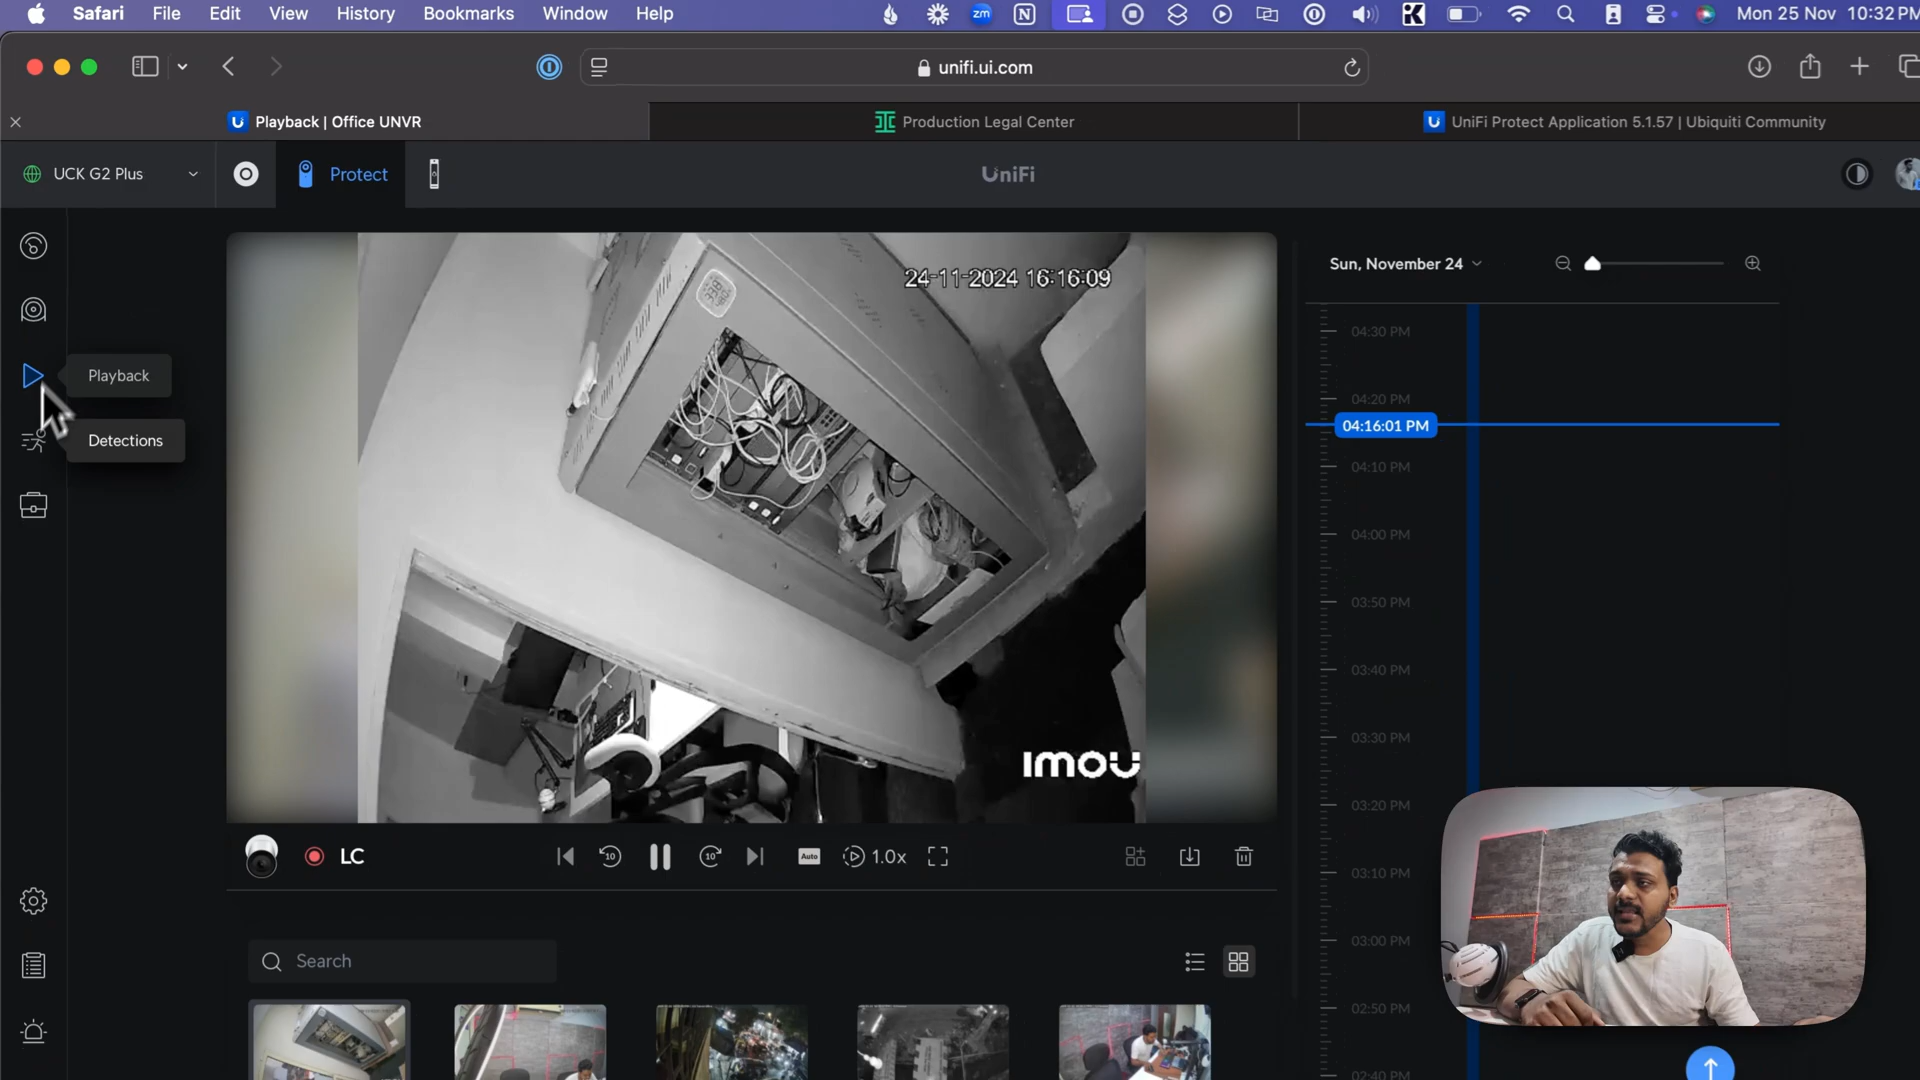 Safari File Edit View History Bookmarks Window Help zm Mon 25 Nov 10:32 PM
unifi.ui.com
Playback | Office UNVR
Production Legal Center
UniFi Protect Application 5.1.57 | Ubiquiti Community
UCK G2 Plus
Protect
UniFi
24-11-2024 16:16:09
Sun, November 24
Playback
Detections
04:30 PM
04:20 PM
04:16:01 PM
04:10 PM
04:00 PM
03:50 PM
03:40 PM
03:30 PM
03:20 PM
03:10 PM
03:00 PM
02:50 PM
02:40 PM
imou
LC
10
10
Auto
1.0x
Search